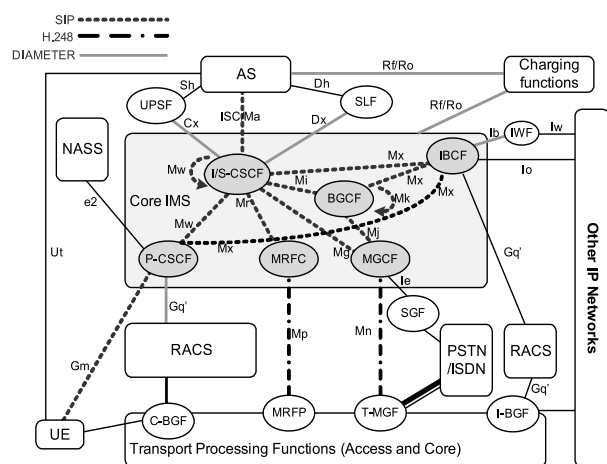 SIP
H.248
DIAMETER
AS
Rf/Ro
Charging
functions
Sh
Dh
UPSF
SLF
ISC/Ma
Rf/Ro
Cx
Dx
Ib
IWF
Iw
NASS
Mw
I/S-CSCF
Mx
IBCF
Io
Mi
Mx
Core IMS
Mr
BGCF
Mk
Mx
e2
Mw
Mj
Ut
Mx
Mg
P-CSCF
MRFC
MGCF
Gq'
Ie
Gq'
SGF
RACS
Mp
Mn
PSTN
/ISDN
RACS
Gm
Gq'
UE
C-BGF
MRFP
T-MGF
I-BGF
Transport Processing Functions (Access and Core)
Other IP Networks